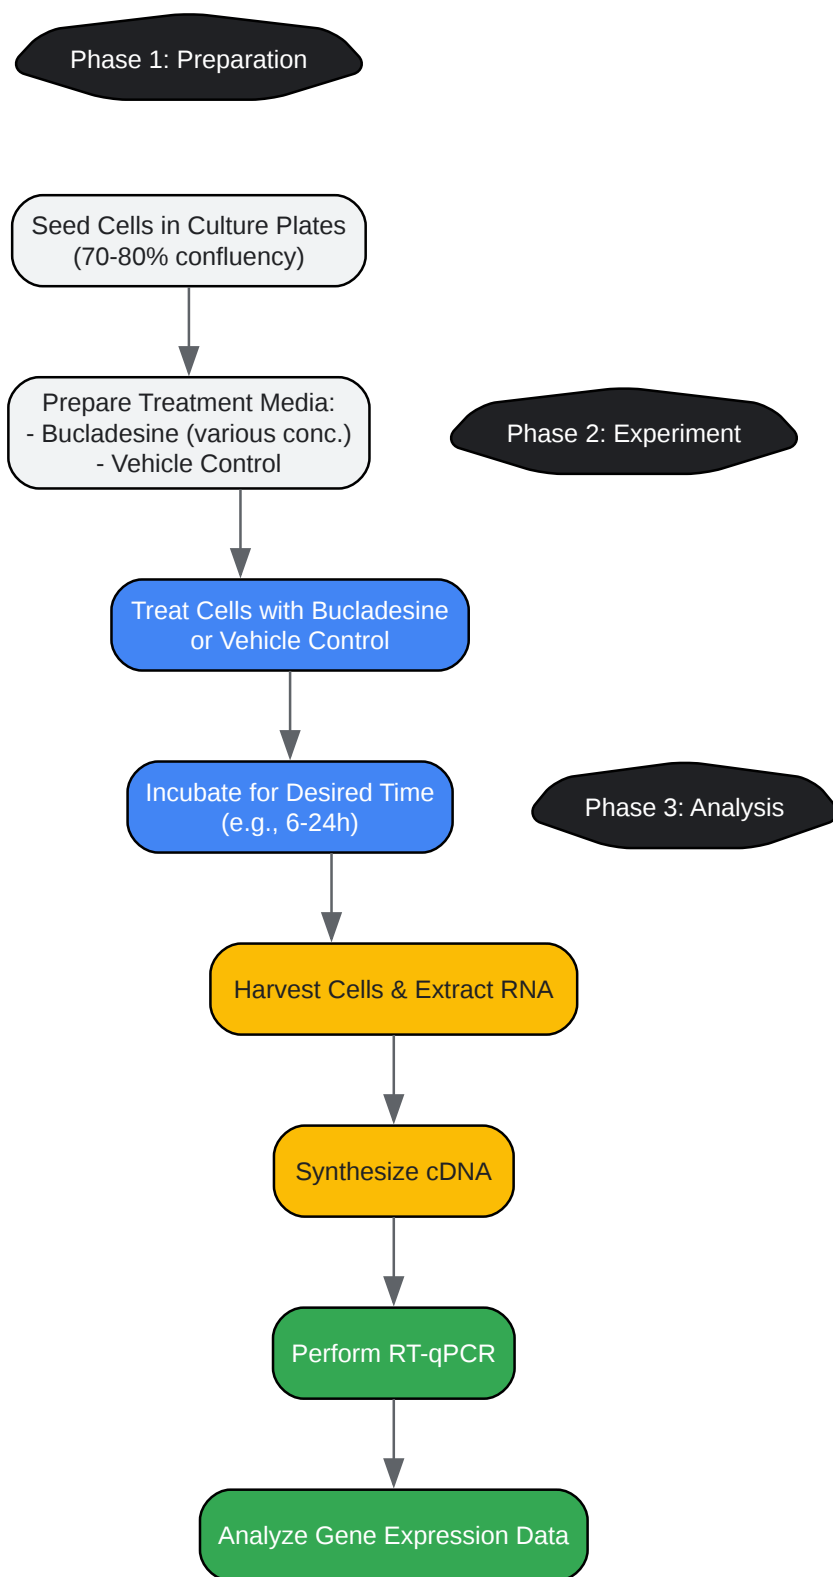 Phase 1: Preparation
Seed Cells in Culture Plates
(70-80% confluency)
Prepare Treatment Media:
- Bucladesine (various conc.)
- Vehicle Control
Phase 2: Experiment
Treat Cells with Bucladesine
or Vehicle Control
Incubate for Desired Time
(e.g., 6-24h)
Phase 3: Analysis
Harvest Cells & Extract RNA
Synthesize cDNA
Perform RT-qPCR
Analyze Gene Expression Data